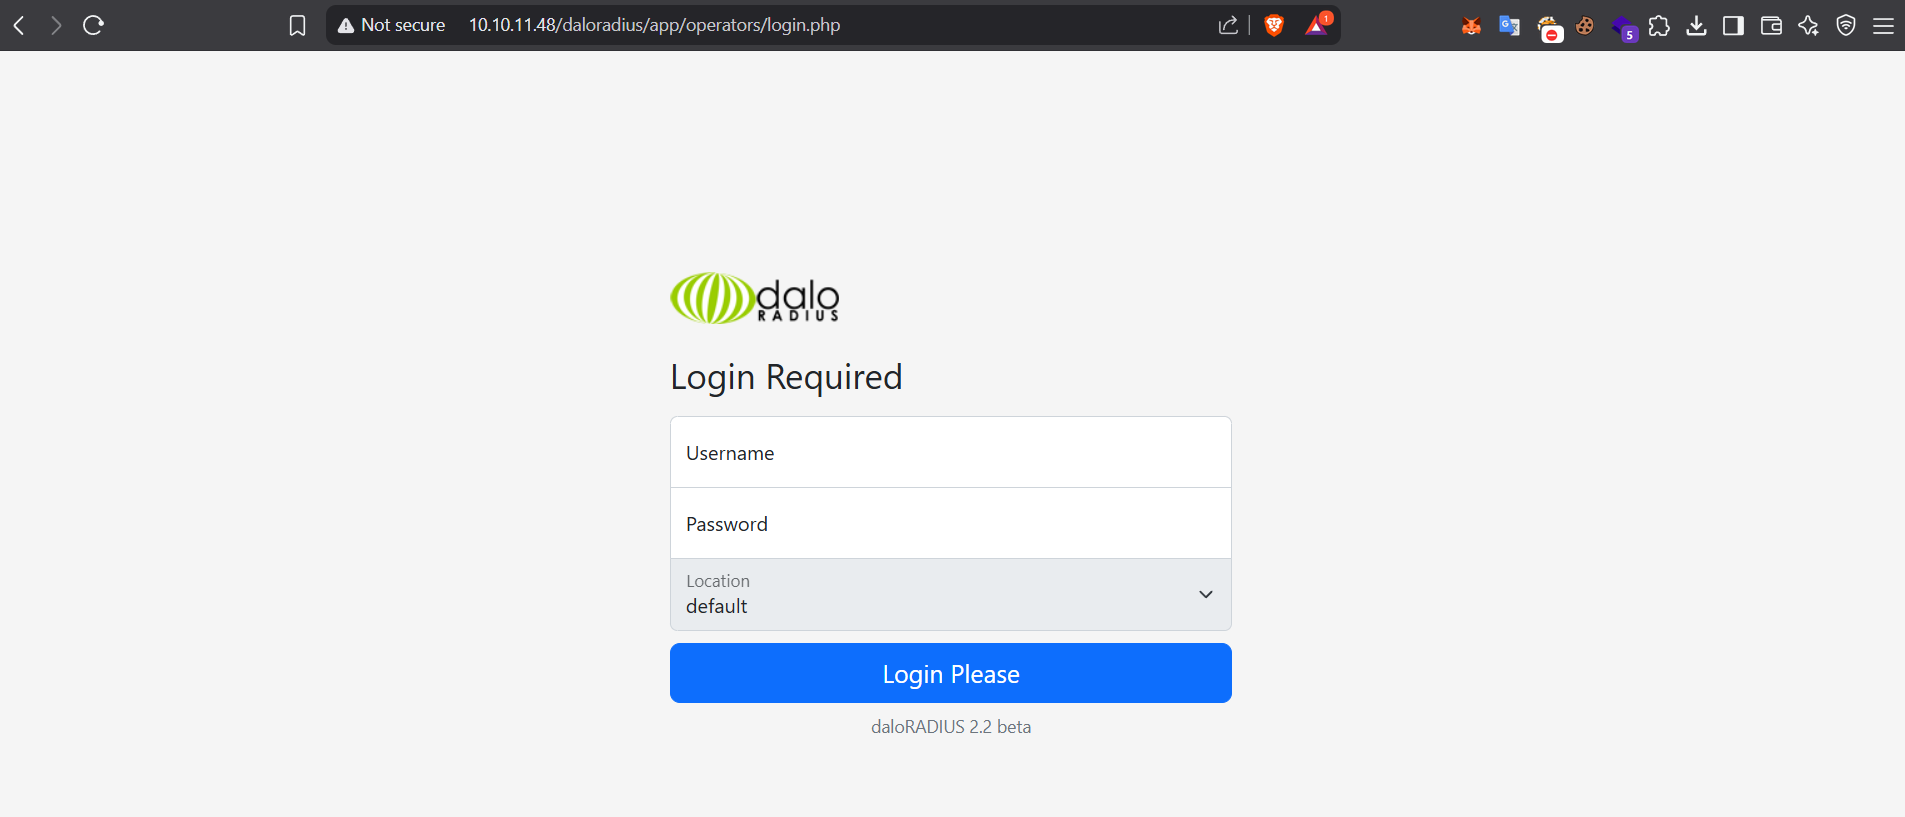 Not secure 10.10.11.48/daloradius/app/operators/login.php
1
5
dalo
RADIUS
Login Required
Username
Password
Location
default
Login Please
daloRADIUS 2.2 beta